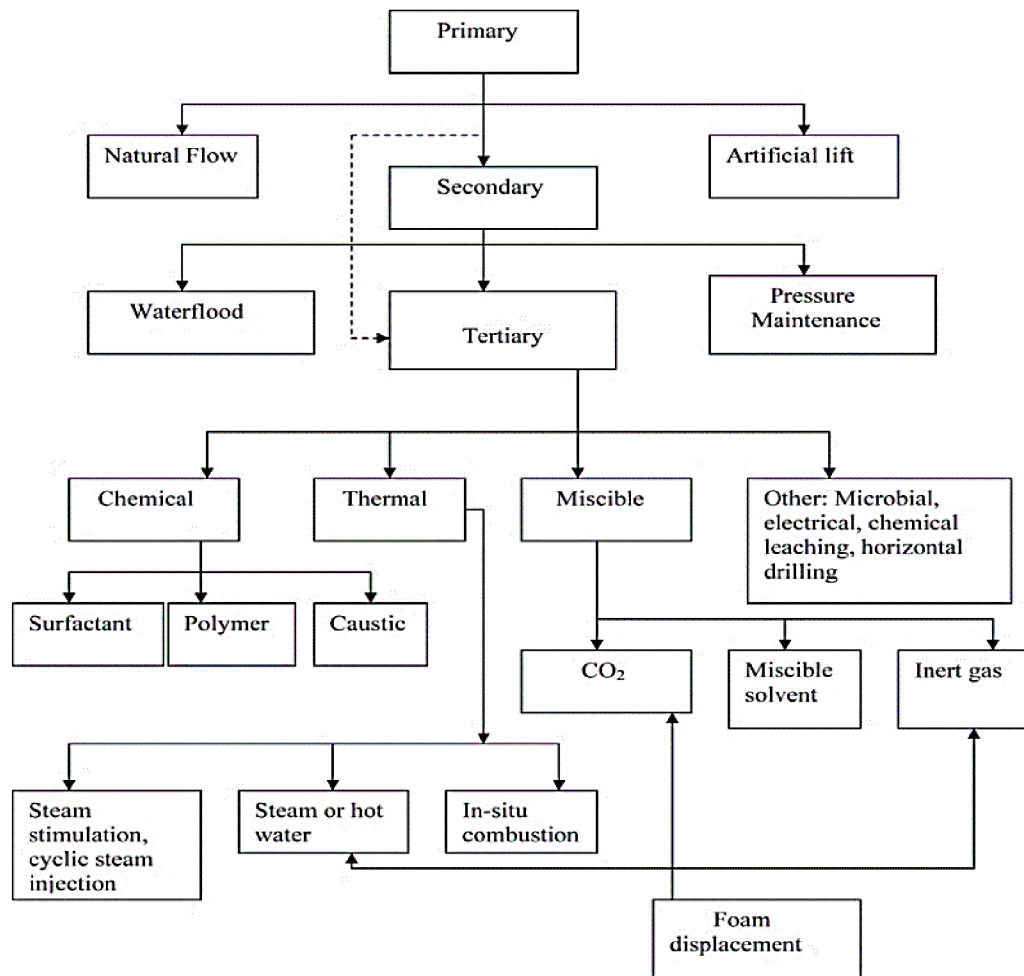 Primary
Natural Flow
Artificial lift
Secondary
Waterflood
Pressure
Maintenance
Tertiary
Chemical
Thermal
Miscible
Other: Microbial,
electrical, chemical
leaching, horizontal
drilling
Surfactant
Polymer
Caustic
CO₂
Miscible
solvent
Inert gas
Steam
stimulation,
cyclic steam
injection
Steam or hot
water
In-situ
combustion
Foam
displacement